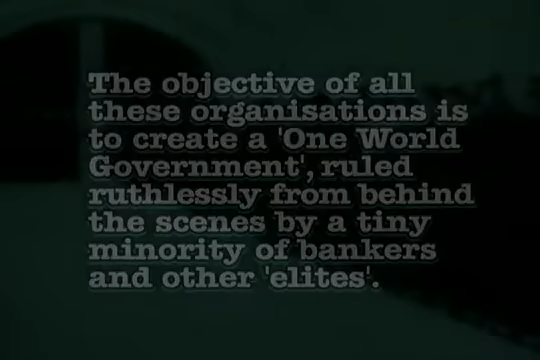 The objective of all
these organisations is
to create a 'One World
Government', ruled
ruthlessly from behind
the scenes by a tiny
minority of bankers
and other 'elites'.